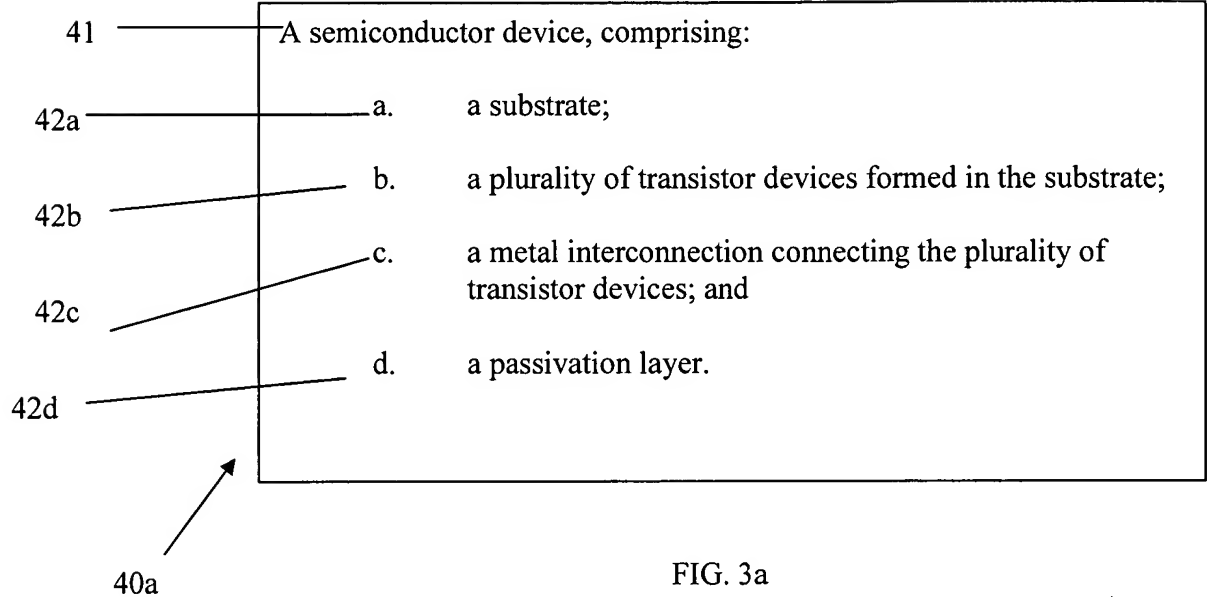 41 A semiconductor device, comprising:
42a a. a substrate;
42b b. a plurality of transistor devices formed in the substrate;
42c c. a metal interconnection connecting the plurality of
transistor devices; and
42d d. a passivation layer.
40a
FIG. 3a